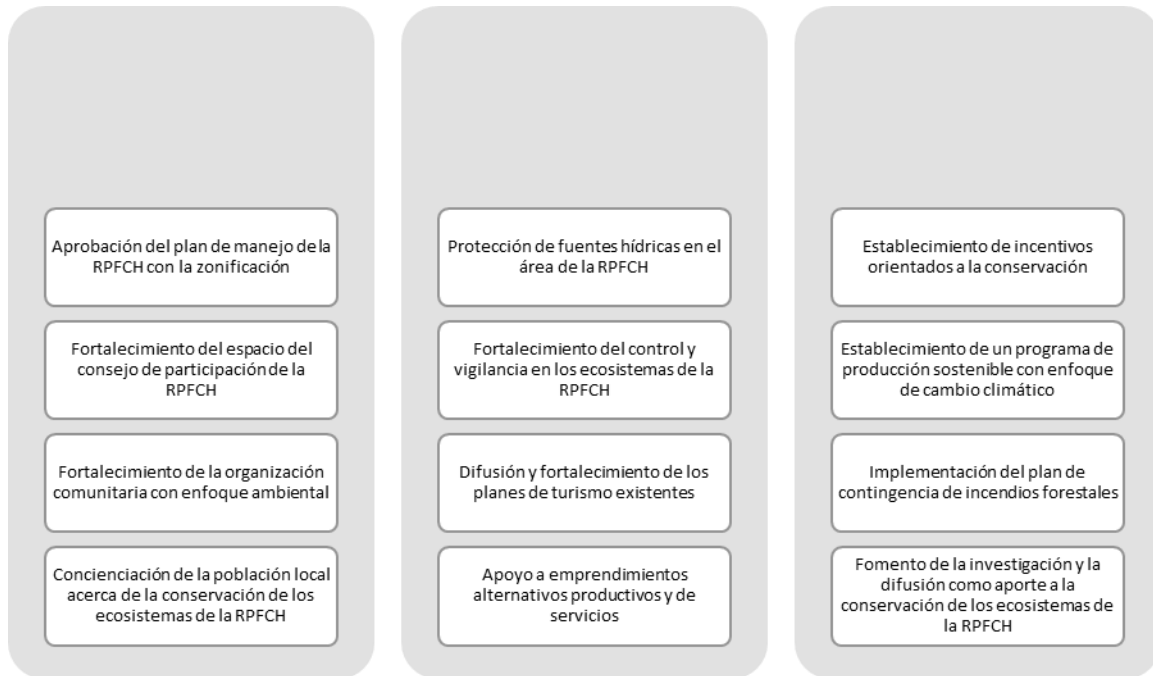 Aprobación del plan de manejo de la
RPFCH con la zonificación
Fortalecimiento del espacio del
consejo de participación de la
RPFCH
Fortalecimiento de la organización
comunitaria con enfoque ambiental
Concienciación de la población local
acerca de la conservación de los
ecosistemas de la RPFCH
Protección de fuentes hídricas en el
área de la RPFCH
Fortalecimiento del control y
vigilancia en los ecosistemas de la
RPFCH
Difusión y fortalecimiento de los
planes de turismo existentes
Apoyo a emprendimientos
alternativos productivos y de
servicios
Establecimiento de incentivos
orientados a la conservación
Establecimiento de un programa de
producción sostenible con enfoque
de cambio climático
Implementación del plan de
contingencia de incendios forestales
Fomento de la investigación y la
difusión como aporte a la
conservación de los ecosistemas de
la RPFCH